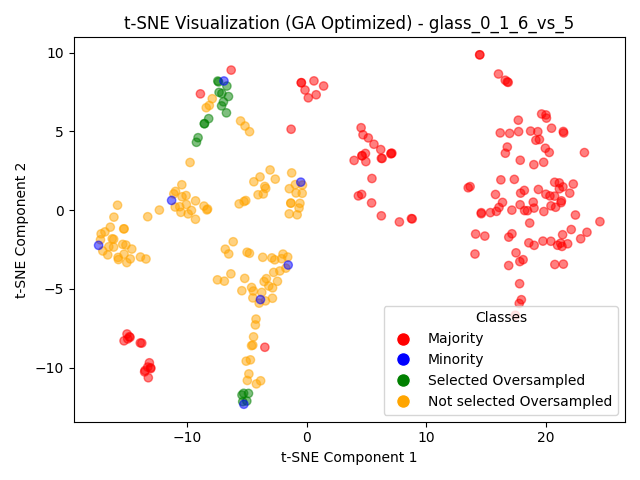 t-SNE Visualization (GA Optimized) - glass_0_1_6_vs_5
10
5
0
−5
−10
t-SNE Component 2
Classes
Majority
Minority
Selected Oversampled
Not selected Oversampled
−10
0
10
20
t-SNE Component 1